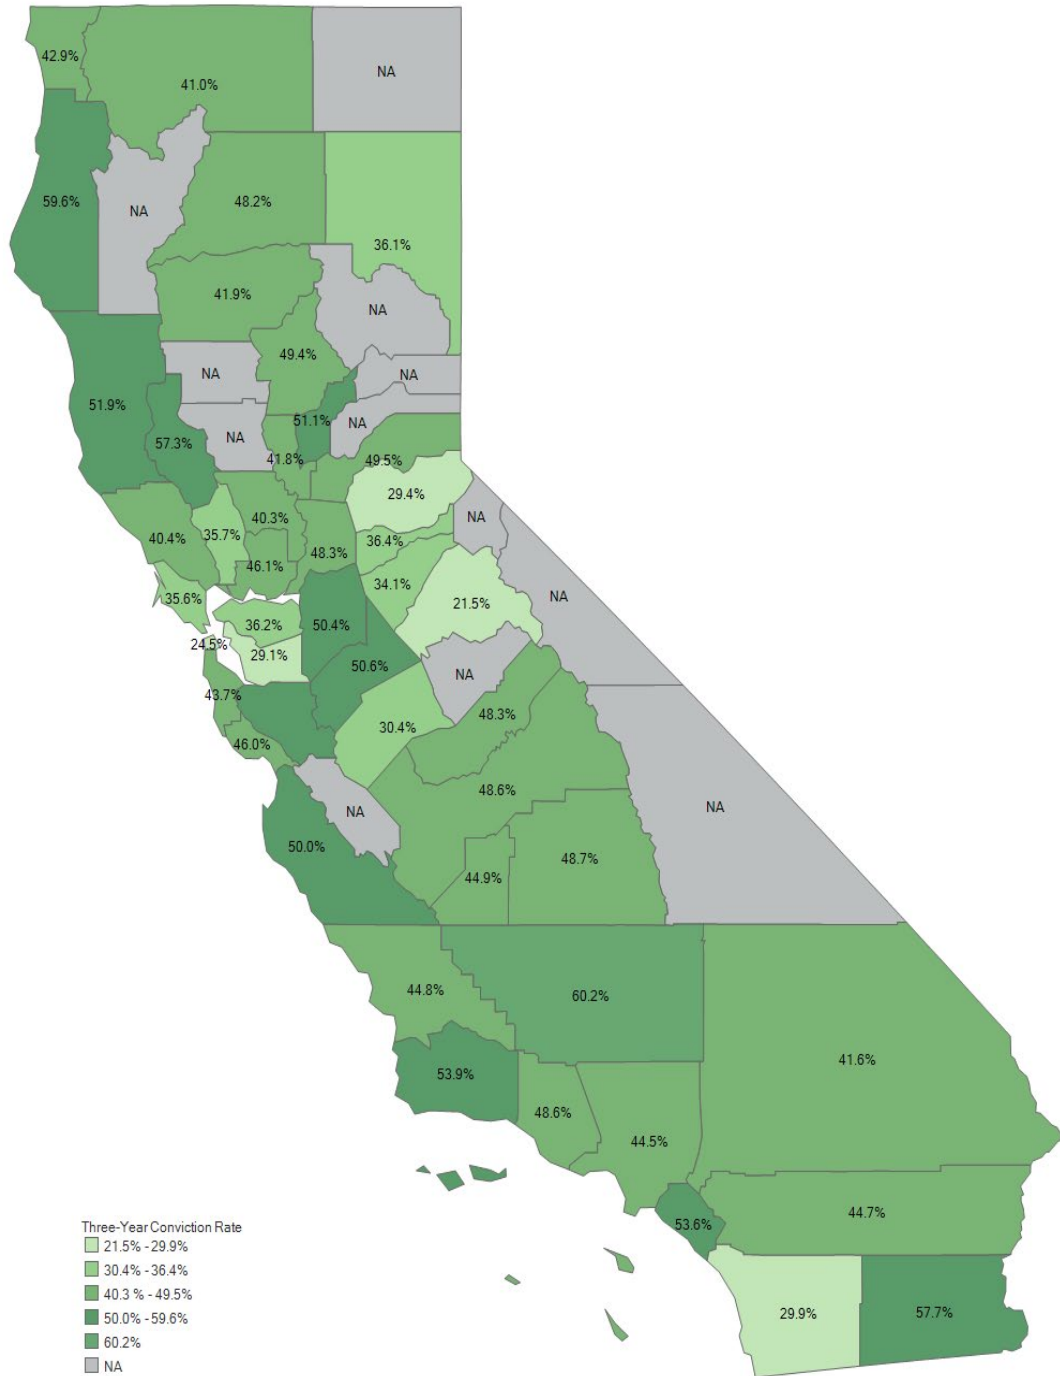 42.9%
41.0%
NA
59.6%
NA
48.2%
36.1%
41.9%
NA
49.4%
NA
NA
51.9%
51.1%
NA
57.3%
NA
41.8%
49.5%
29.4%
40.3%
NA
35.7%
40.4%
48.3%
36.4%
46.1%
34.1%
NA
35.6%
21.5%
36.2%
50.4%
24.5%
29.1%
50.6%
NA
43.7%
48.3%
30.4%
46.0%
48.6%
NA
NA
50.0%
48.7%
44.9%
44.8%
60.2%
41.6%
53.9%
48.6%
44.5%
44.7%
53.6%
29.9%
57.7%
Three-Year Conviction Rate
21.5% - 29.9%
30.4% - 36.4%
40.3 % - 49.5%
50.0% - 59.6%
60.2%
NA